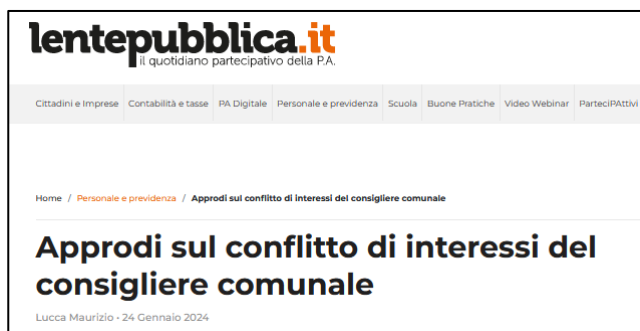 lentepubblica.it
il quotidiano partecipativo della P.A.
Cittadini e Imprese Contabilità e tasse PA Digitale Personale e previdenza Scuola Buone Pratiche Video Webinar ParteciPAttivi
Home / Personale e previdenza / Approdi sul conflitto di interessi del consigliere comunale
Approdi sul conflitto di interessi del
consigliere comunale
Lucca Maurizio • 24 Gennaio 2024